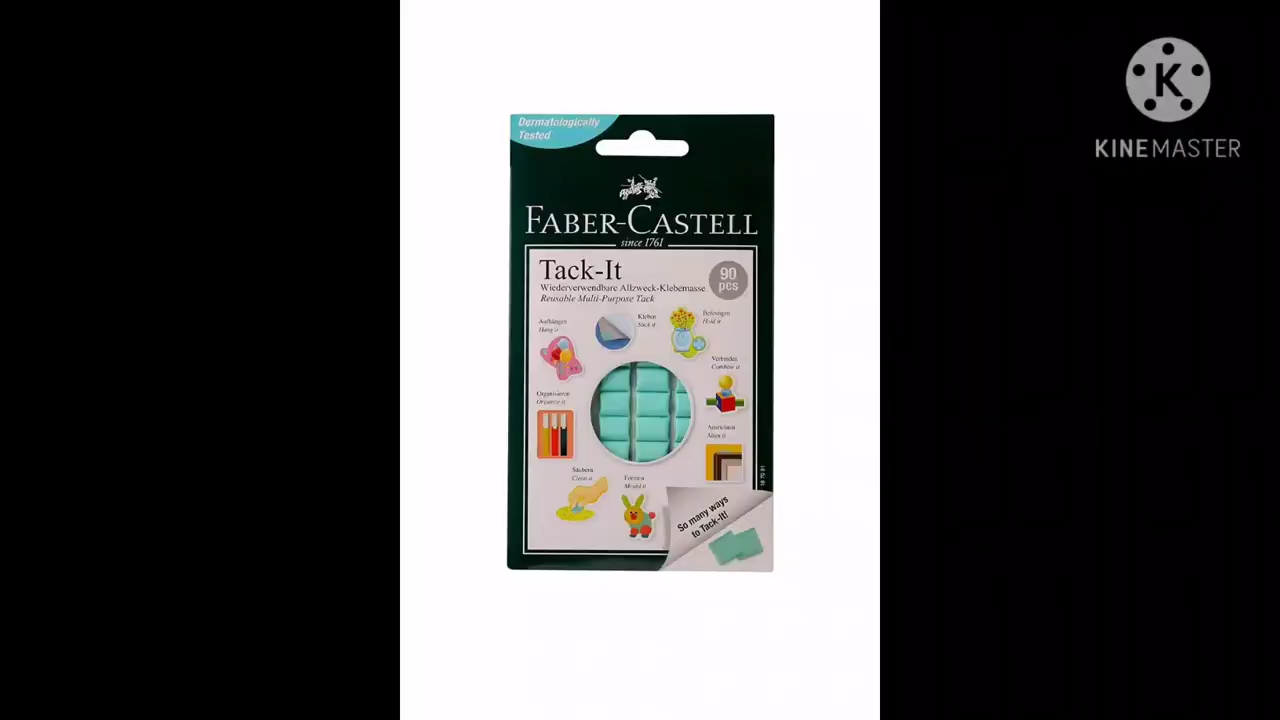 Dermatologically
Tested
K
KINEMASTER
FABER-CASTELL
since 1761
Tack-It
90
pcs
Wiederverwendbare Allzweck-Klebemasse
Reusable Multi-Purpose Tack
Aufhängen
Hang it
Kleben
Stick it
Befestigen
Hold it
Verbinden
Combine it
Organisieren
Organize it
Ausrichten
Align it
Säubern
Clean it
Formen
Mould it
So many ways
to Tack-It!